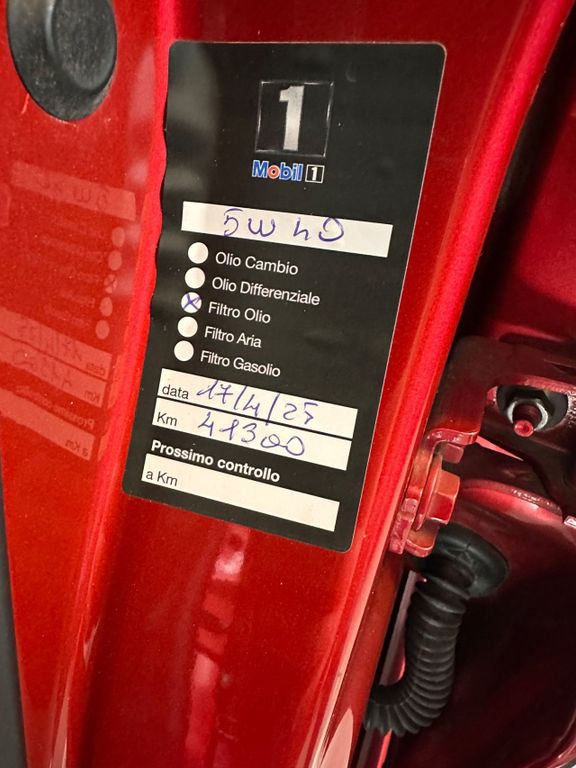 1
Mobil 1
5W40
Olio Cambio
Olio Differenziale
Filtro Olio
Filtro Aria
Filtro Gasolio
data 17/4/25
Km 41300
Prossimo controllo
a Km